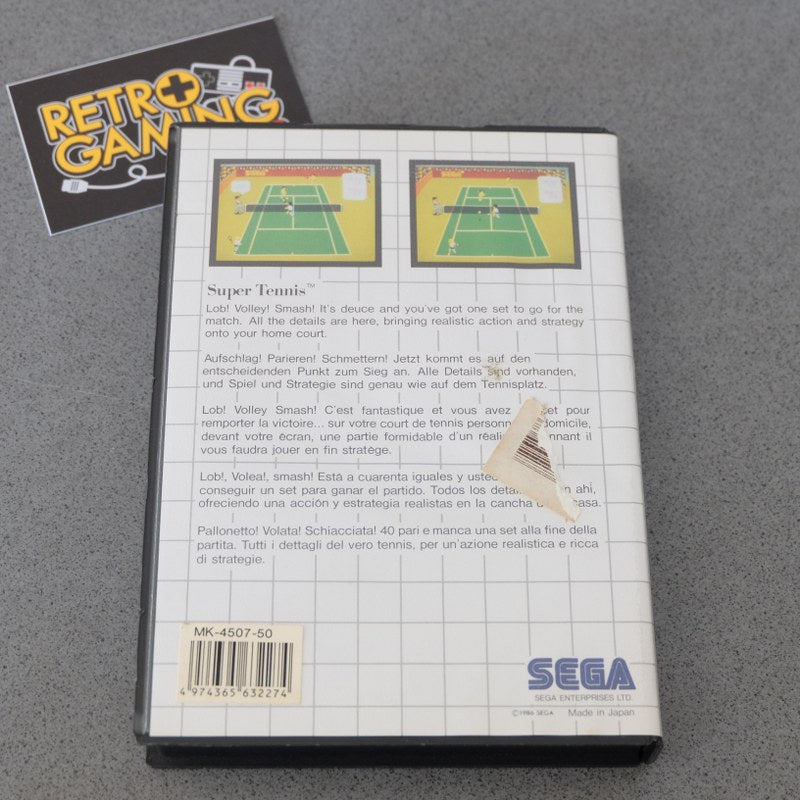 RETRO
GAMING
Super Tennis™
Lob! Volley! Smash! It's deuce and you've got one set to go for the
match. All the details are here, bringing realistic action and strategy
onto your home court.
Aufschlag! Parieren! Schmettern! Jetzt kommt es auf den
entscheidenden Punkt zum Sieg an. Alle Details sind vorhanden,
und Spiel und Strategie sind genau wie auf dem Tennisplatz.
Lob! Volley Smash! C'est fantastique et vous avez pour
remporter la victoire... sur votre court de tennis
devant votre écran, une partie formidable d'un il
vous faudra jouer en fin stratège.
Lob!, Volea!, smash! Està a cuarenta iguales y
conseguir un set para ganar el partido. Todos los ahi,
ofreciendo una acción y estrategia realistas en la cancha casa.
Pallonetto! Volata! Schiacciata! 40 pari e manca una set alla fine della
partita. Tutti i dettagli del vero tennis, per un'azione realistica e ricca
di strategie.
MK-4507-50
4 974365 632274
SEGA
SEGA ENTERPRISES LTD.
©1986 SEGA Made in Japan